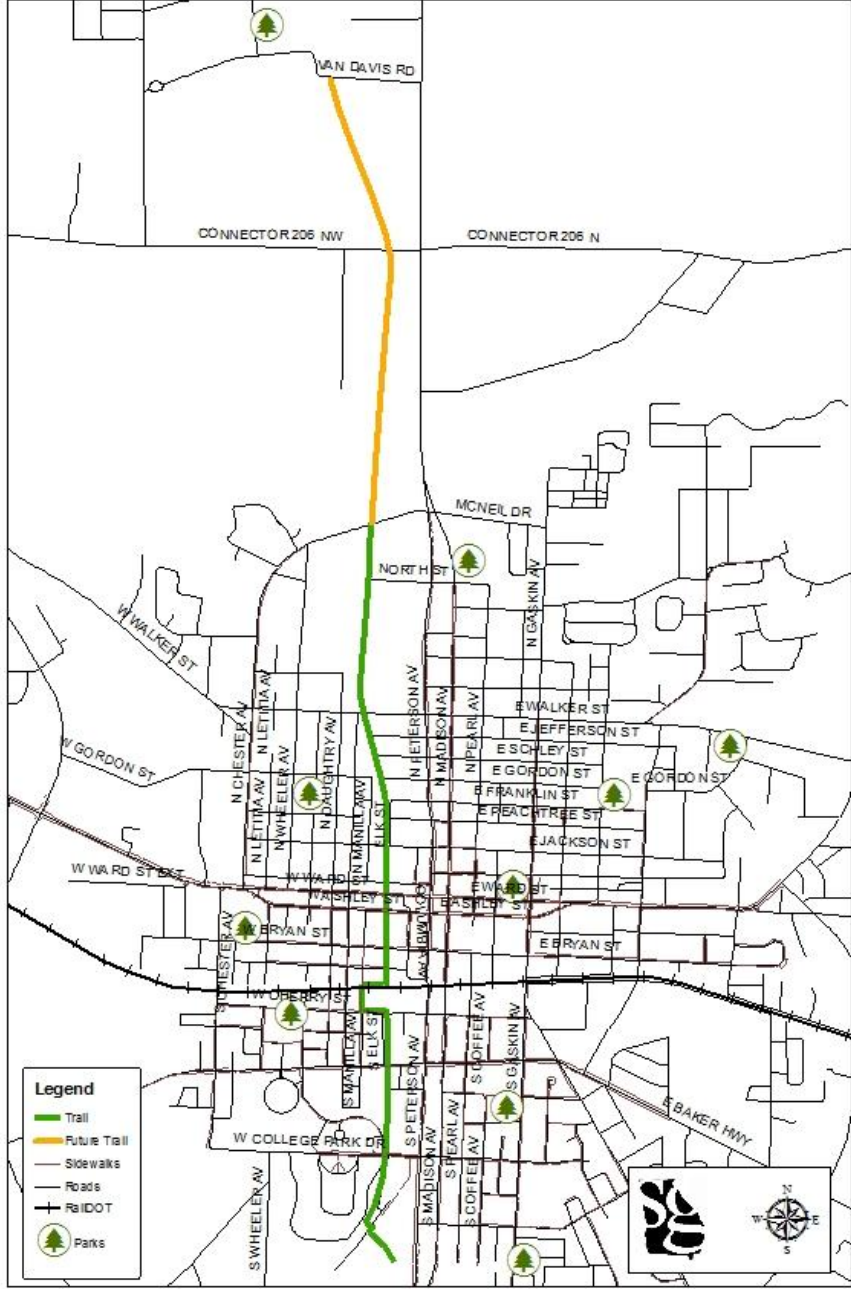 VAN DAVIS RD
CONNECTOR 206 NW
CONNECTOR 206 N
MCNEIL DR
NORTH ST
N GASKIN AV
W WALKER ST
N LETITIA AV
N CHESTER AV
N PETERSON AV
N MADISON AV
N PEARL AV
E WALKER ST
E JEFFERSON ST
E SCHLEY ST
W GORDON ST
N WHEELER AV
N DAUGHTRY AV
E GORDON ST
E GORDON ST
N LETITIA AV
N MANILLA AV
ELK ST
E FRANKLIN ST
E PEACHTREE ST
E JACKSON ST
W WARD ST EXT
W WARD ST
E WARD ST
W ASHLEY ST
E ASHLEY ST
COLUMBIA AV
W BRYAN ST
E BRYAN ST
S CHESTER AV
W CHERRY ST
S MANILLA AV
S ELK ST
S PETERSON AV
S COFFEE AV
S GASKIN AV
E BAKER HWY
W COLLEGE PARK DR
S MADISON AV
S PEARL AV
S COFFEE AV
S WHEELER AV
Legend
Trail
Future Trail
Sidewalks
Roads
RailDOT
Parks
N
W
E
S